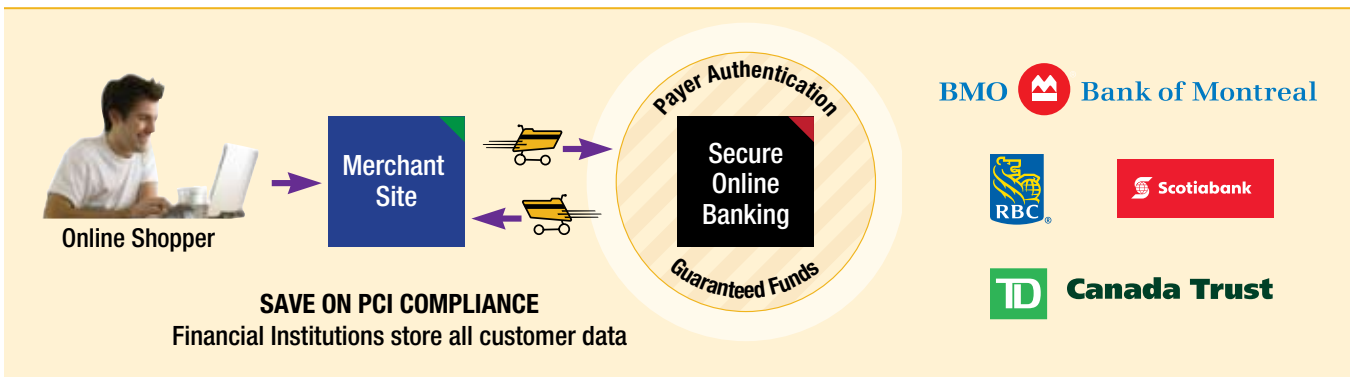 Online Shopper
Merchant
Site
Payer Authentication
Secure
Online
Banking
Guaranteed Funds
SAVE ON PCI COMPLIANCE
Financial Institutions store all customer data
BMO Bank of Montreal
RBC®
Scotiabank
TD Canada Trust